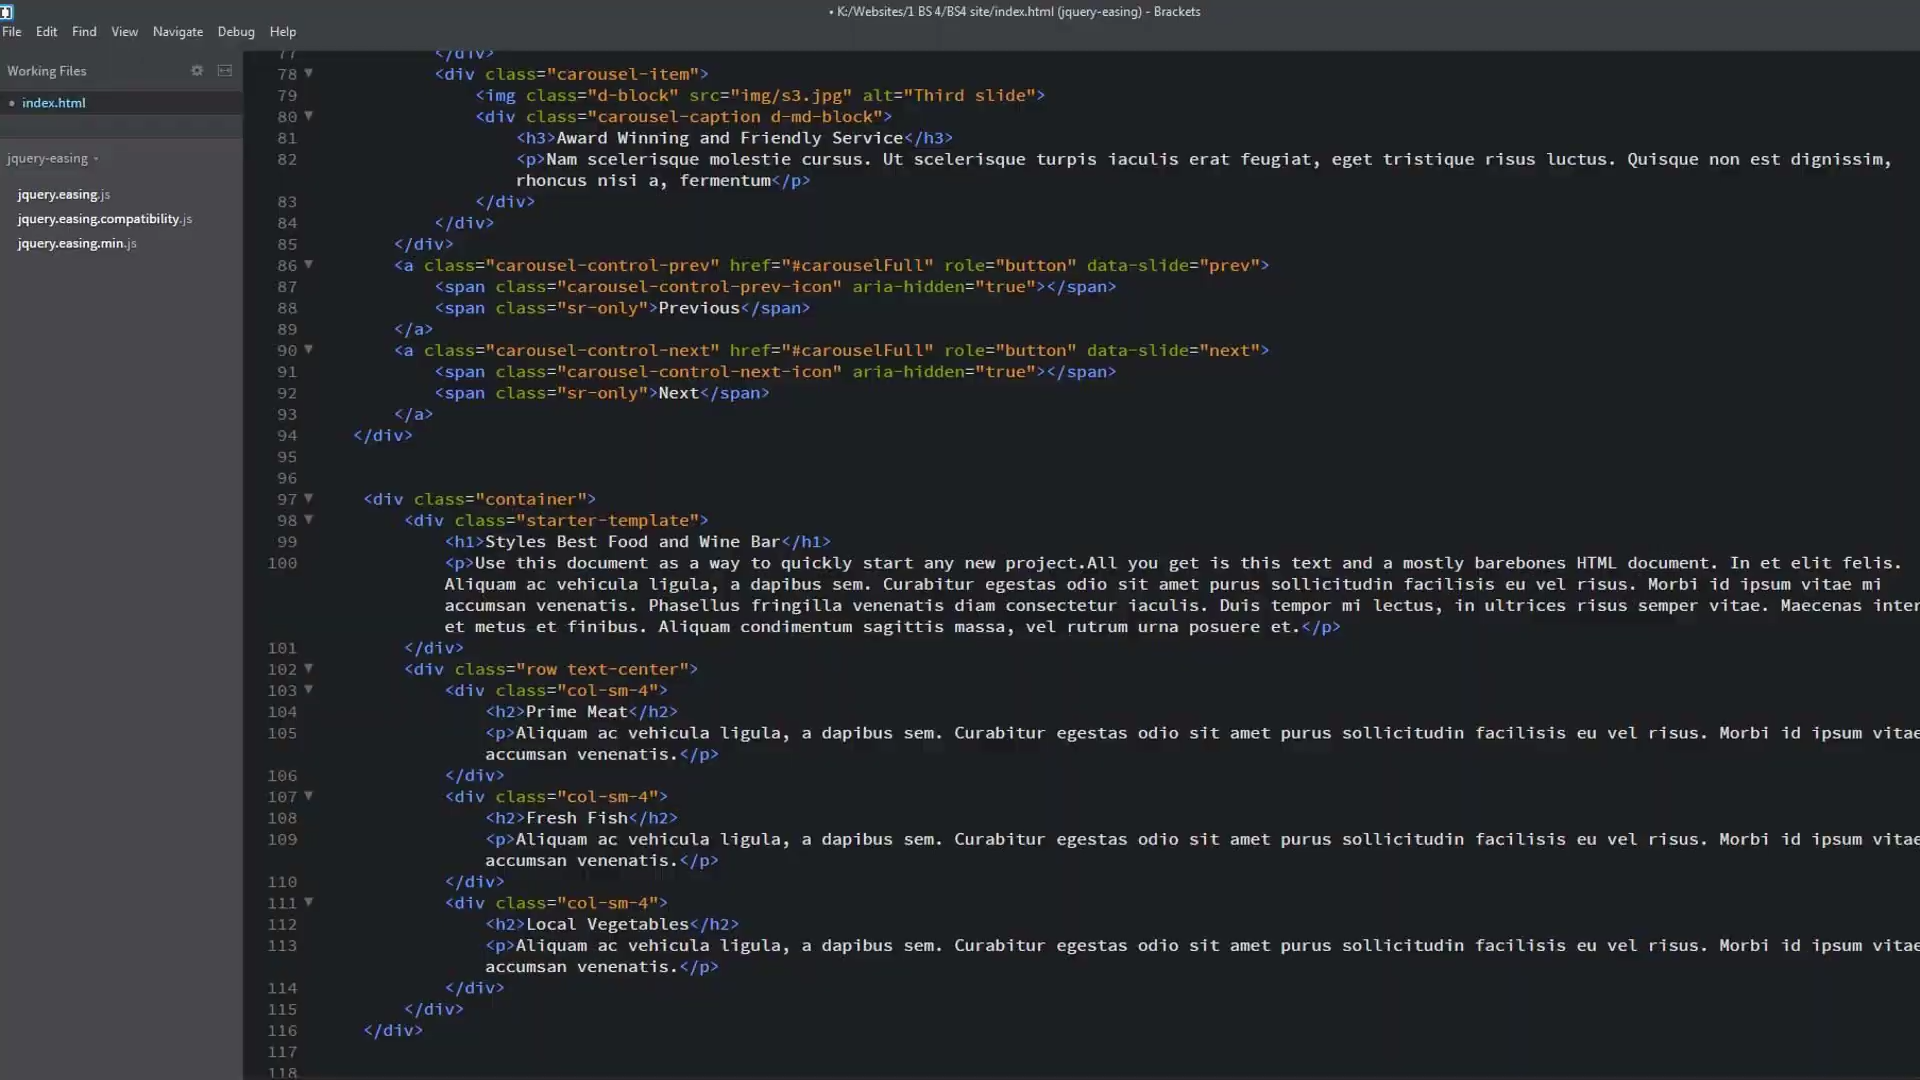 • K:/Websites/1 BS 4/BS4 site/index.html (jquery-easing) - Brackets
File Edit Find View Navigate Debug Help
Working Files
• index.html
jquery-easing
jquery.easing.js
jquery.easing.compatibility.js
jquery.easing.min.js
77 </div>
78 <div class="carousel-item">
79 <img class="d-block" src="img/s3.jpg" alt="Third slide">
80 <div class="carousel-caption d-md-block">
81 <h3>Award Winning and Friendly Service</h3>
82 <p>Nam scelerisque molestie cursus. Ut scelerisque turpis iaculis erat feugiat, eget tristique risus luctus. Quisque non est dignissim,
rhoncus nisi a, fermentum</p>
83 </div>
84 </div>
85 </div>
86 <a class="carousel-control-prev" href="#carouselFull" role="button" data-slide="prev">
87 <span class="carousel-control-prev-icon" aria-hidden="true"></span>
88 <span class="sr-only">Previous</span>
89 </a>
90 <a class="carousel-control-next" href="#carouselFull" role="button" data-slide="next">
91 <span class="carousel-control-next-icon" aria-hidden="true"></span>
92 <span class="sr-only">Next</span>
93 </a>
94 </div>
95
96
97 <div class="container">
98 <div class="starter-template">
99 <h1>Styles Best Food and Wine Bar</h1>
100 <p>Use this document as a way to quickly start any new project.All you get is this text and a mostly barebones HTML document. In et elit felis.
Aliquam ac vehicula ligula, a dapibus sem. Curabitur egestas odio sit amet purus sollicitudin facilisis eu vel risus. Morbi id ipsum vitae mi
accumsan venenatis. Phasellus fringilla venenatis diam consectetur iaculis. Duis tempor mi lectus, in ultrices risus semper vitae. Maecenas inter
et metus et finibus. Aliquam condimentum sagittis massa, vel rutrum urna posuere et.</p>
101 </div>
102 <div class="row text-center">
103 <div class="col-sm-4">
104 <h2>Prime Meat</h2>
105 <p>Aliquam ac vehicula ligula, a dapibus sem. Curabitur egestas odio sit amet purus sollicitudin facilisis eu vel risus. Morbi id ipsum vitae
accumsan venenatis.</p>
106 </div>
107 <div class="col-sm-4">
108 <h2>Fresh Fish</h2>
109 <p>Aliquam ac vehicula ligula, a dapibus sem. Curabitur egestas odio sit amet purus sollicitudin facilisis eu vel risus. Morbi id ipsum vitae
accumsan venenatis.</p>
110 </div>
111 <div class="col-sm-4">
112 <h2>Local Vegetables</h2>
113 <p>Aliquam ac vehicula ligula, a dapibus sem. Curabitur egestas odio sit amet purus sollicitudin facilisis eu vel risus. Morbi id ipsum vitae
accumsan venenatis.</p>
114 </div>
115 </div>
116 </div>
117
118